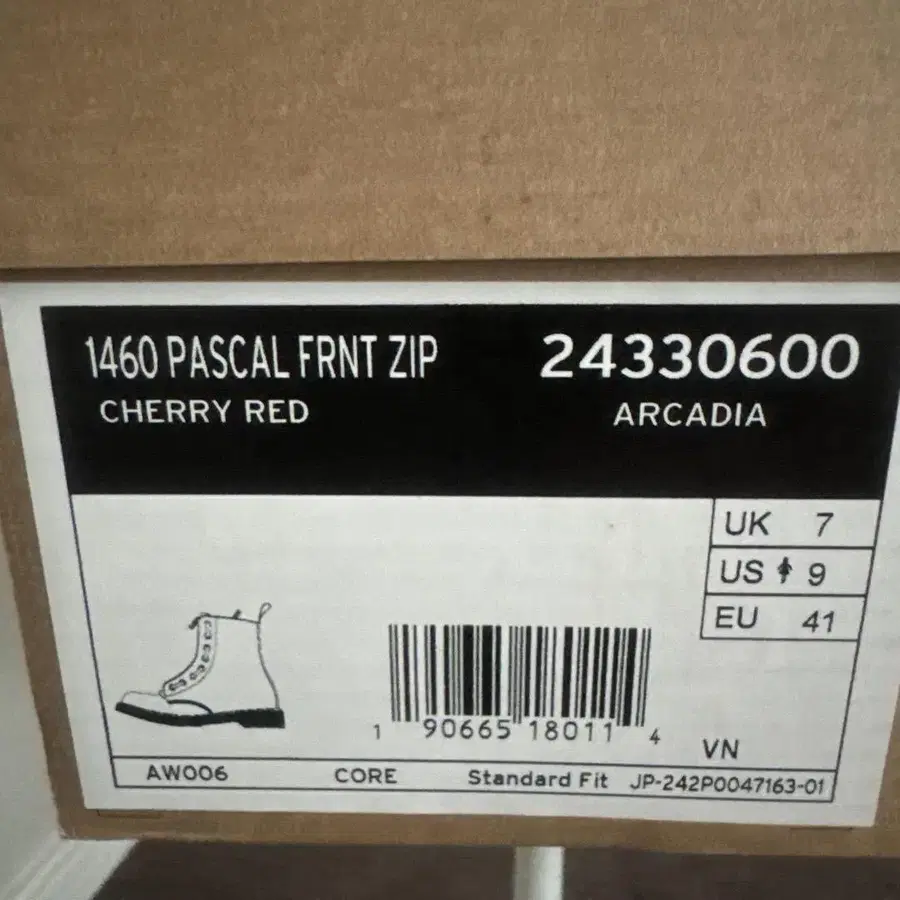 1460 PASCAL FRNT ZIP
24330600
CHERRY RED
ARCADIA
UK 7
US 9
EU 41
1 90665 18011 4
VN
AW006 CORE Standard Fit JP-242P0047163-01